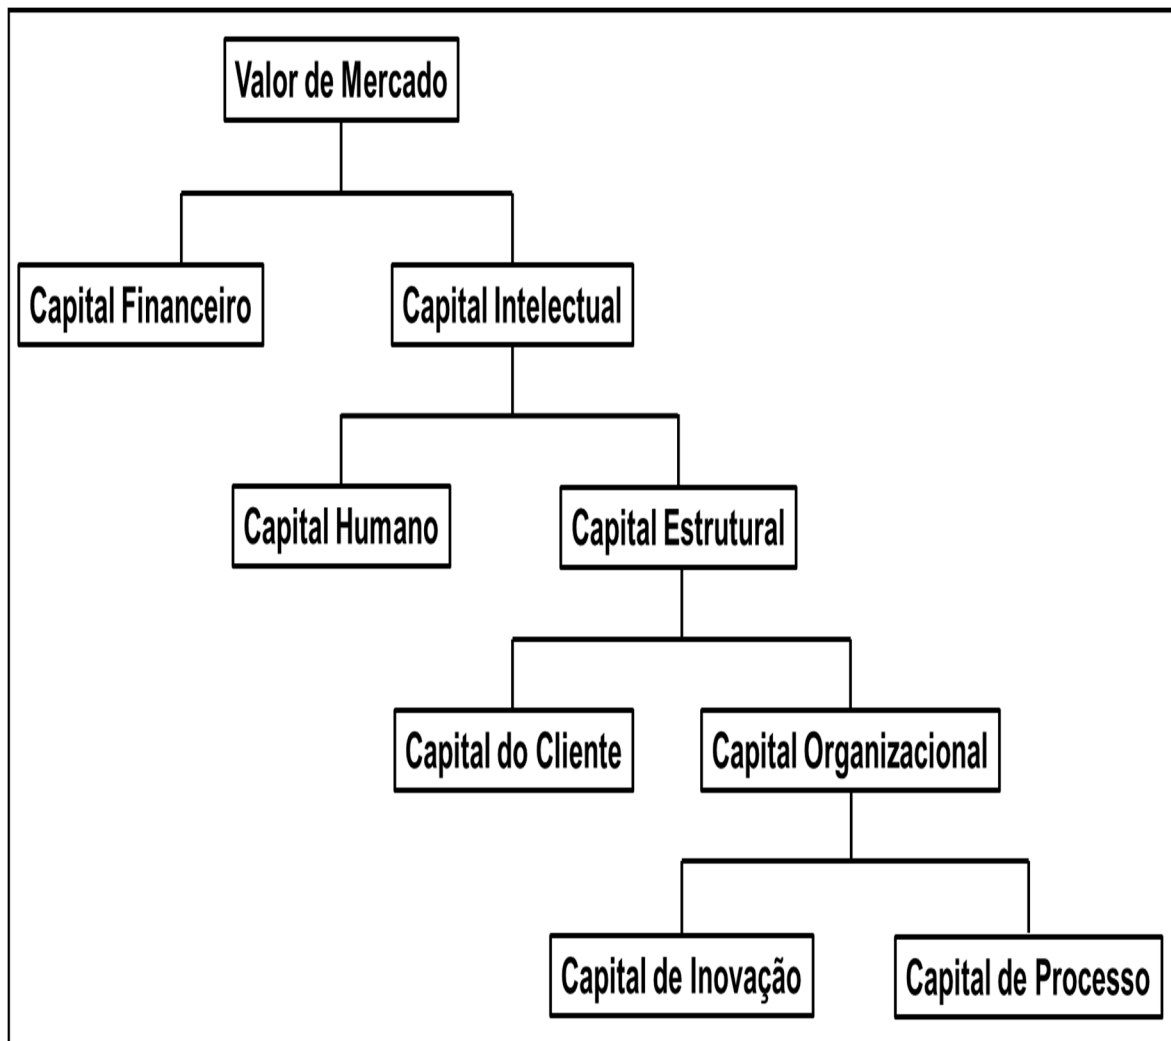 Valor de Mercado
Capital Financeiro
Capital Intelectual
Capital Humano
Capital Estrutural
Capital do Cliente
Capital Organizacional
Capital de Inovação
Capital de Processo